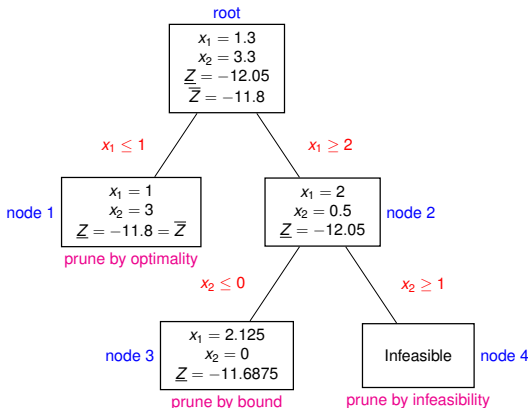 root
x₁ = 1.3
x₂ = 3.3
Z̲ = −12.05
Z̅ = −11.8
x₁ ≤ 1
x₁ ≥ 2
node 1
x₁ = 1
x₂ = 3
Z̲ = −11.8 = Z̅
prune by optimality
x₁ = 2
x₂ = 0.5
Z̲ = −12.05
node 2
x₂ ≤ 0
x₂ ≥ 1
node 3
x₁ = 2.125
x₂ = 0
Z̲ = −11.6875
prune by bound
Infeasible
node 4
prune by infeasibility